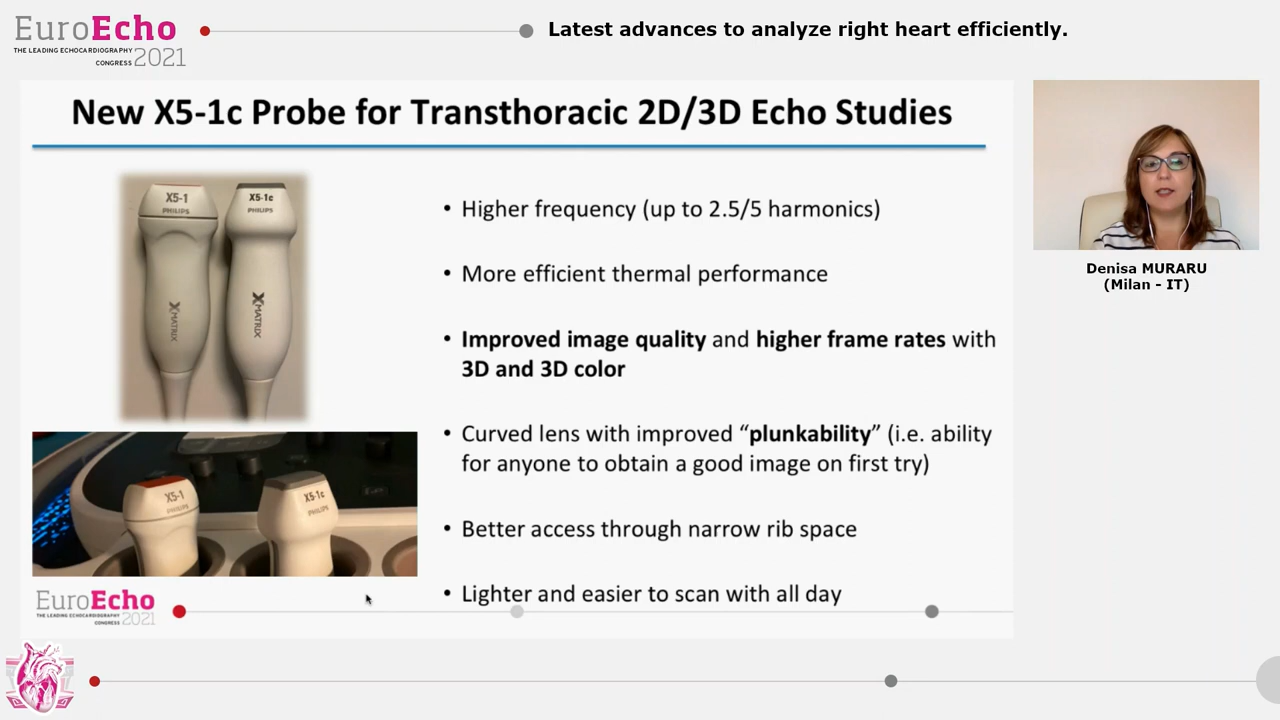 EuroEcho
THE LEADING ECHOCARDIOGRAPHY
CONGRESS 2021
Latest advances to analyze right heart efficiently.
New X5-1c Probe for Transthoracic 2D/3D Echo Studies
X5-1
PHILIPS
X5-1c
PHILIPS
XMATRIX
XMATRIX
• Higher frequency (up to 2.5/5 harmonics)
• More efficient thermal performance
• Improved image quality and higher frame rates with
3D and 3D color
• Curved lens with improved “plunkability” (i.e. ability
for anyone to obtain a good image on first try)
• Better access through narrow rib space
• Lighter and easier to scan with all day
X5-1
PHILIPS
X5-1c
PHILIPS
EuroEcho
THE LEADING ECHOCARDIOGRAPHY
CONGRESS 2021
Denisa MURARU
(Milan - IT)